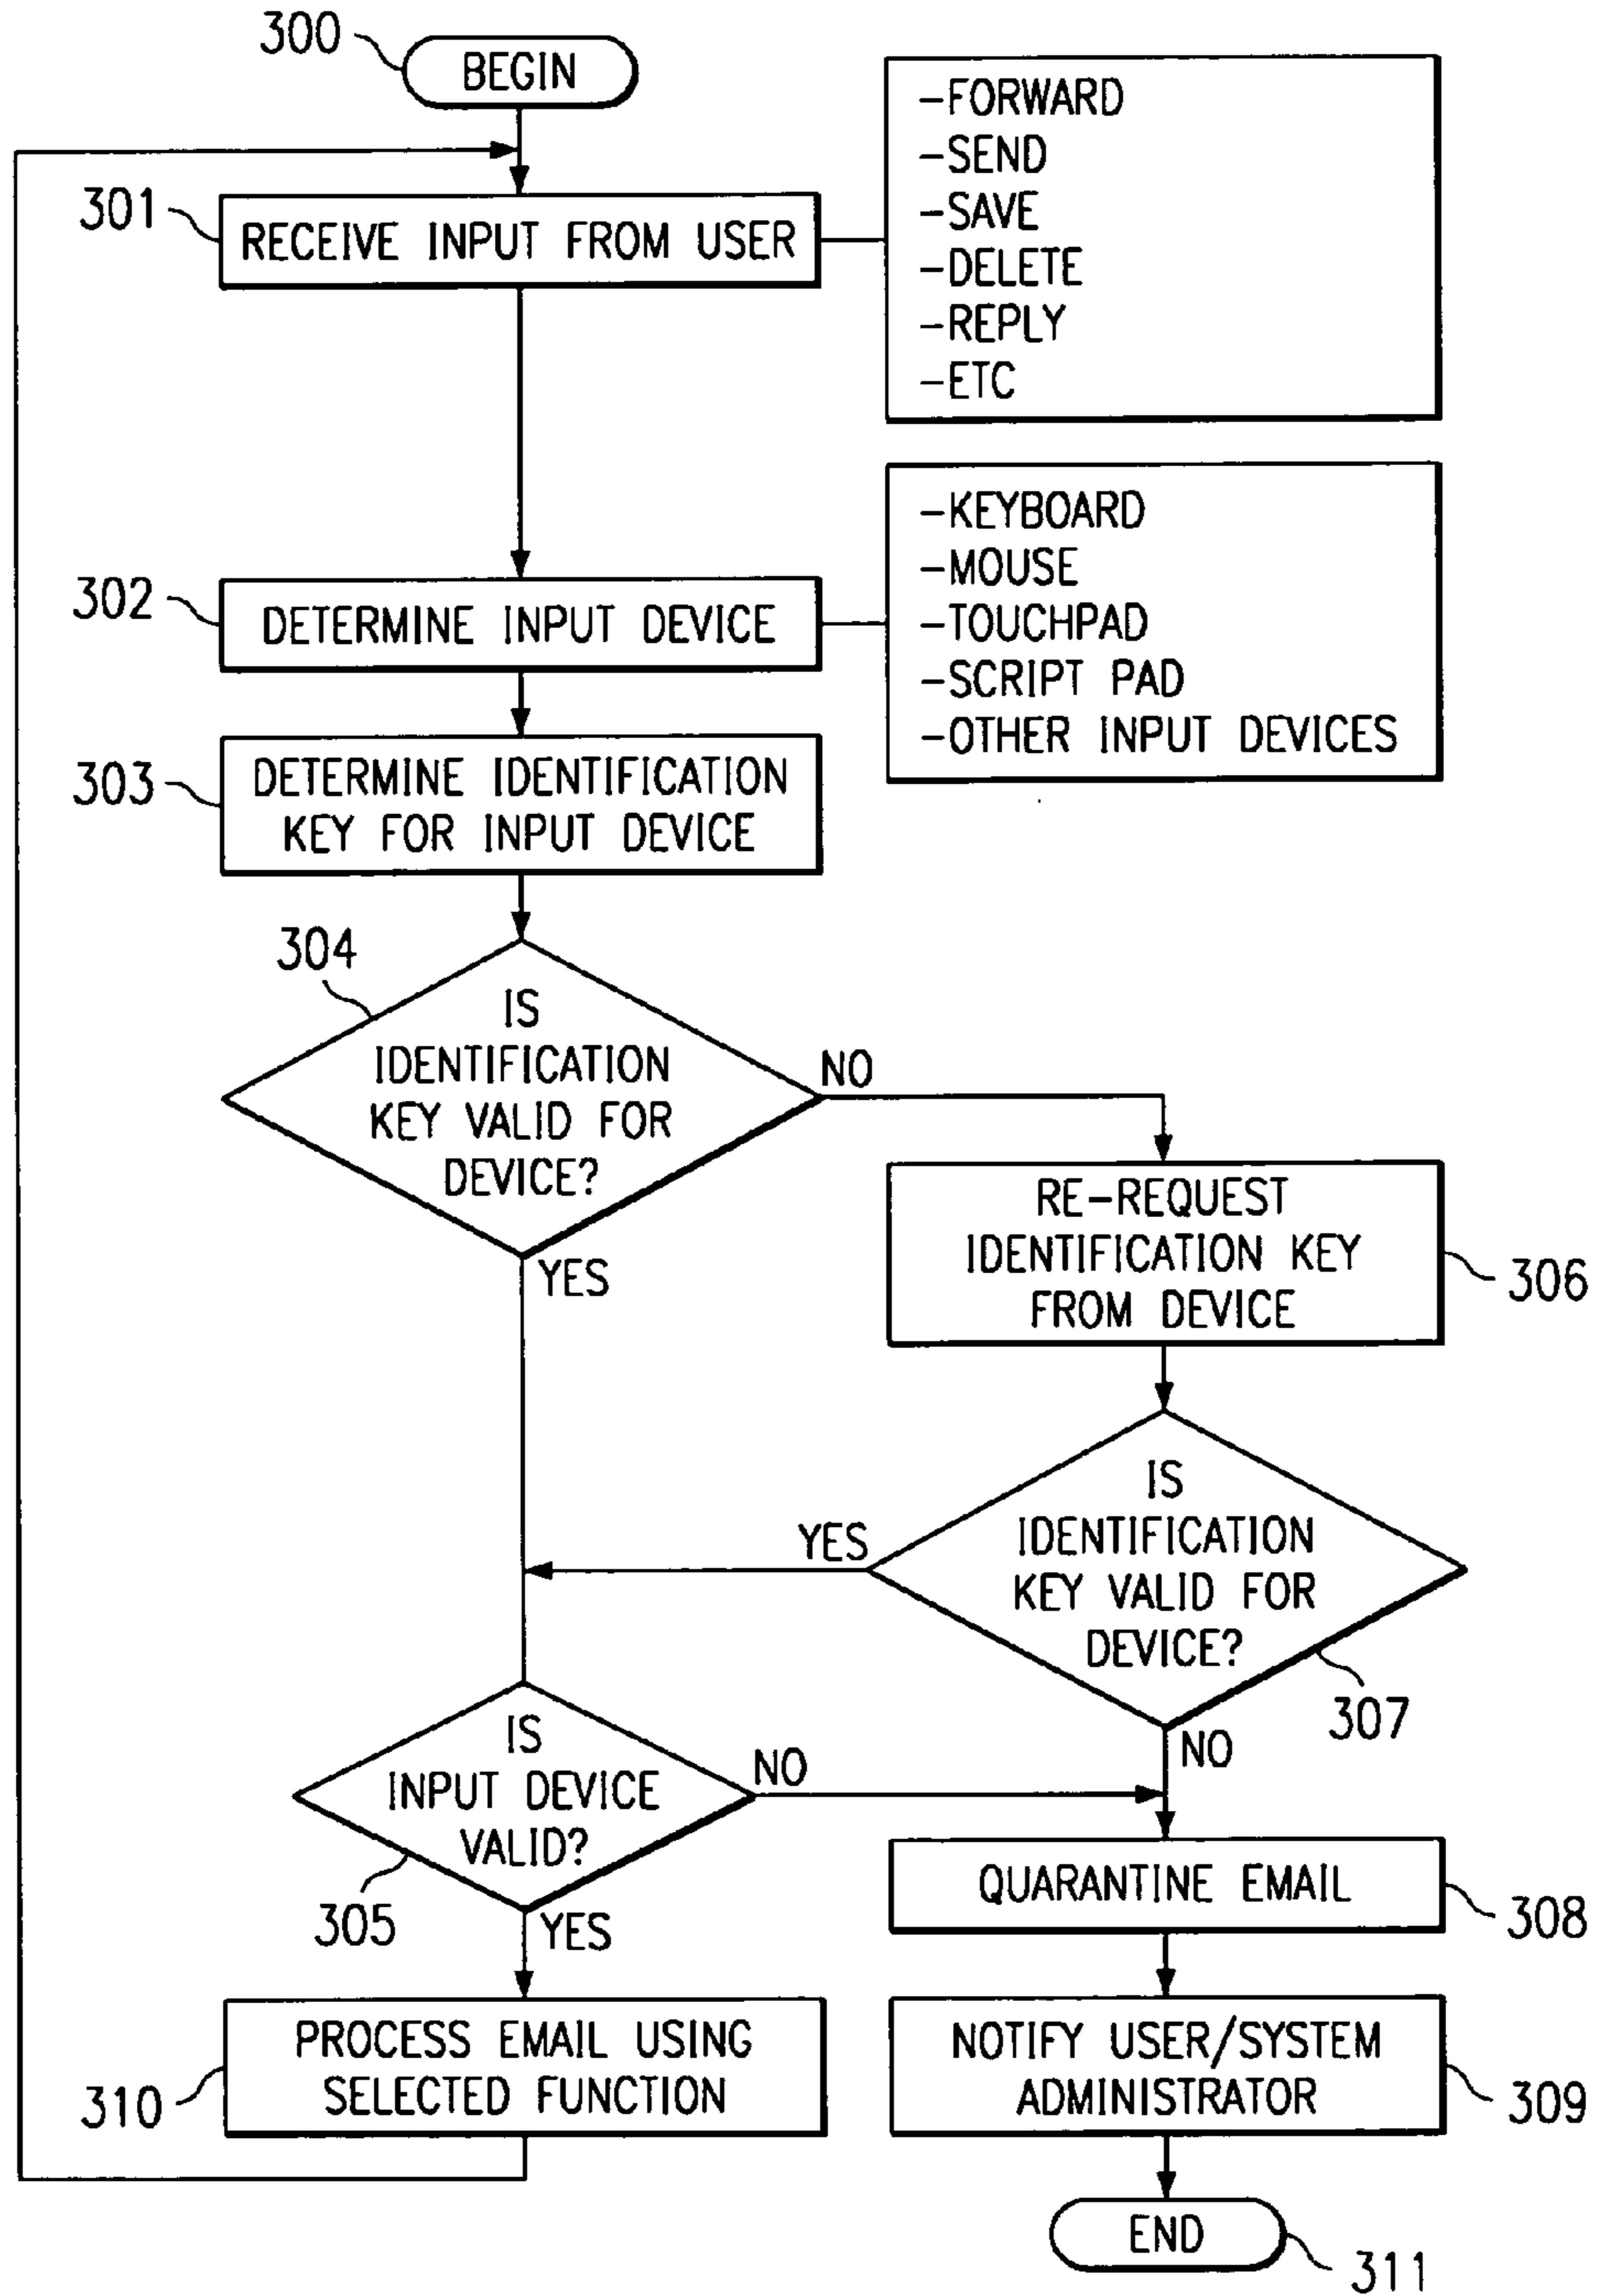 300
BEGIN
-FORWARD
-SEND
-SAVE
-DELETE
-REPLY
-ETC
301
RECEIVE INPUT FROM USER
302
DETERMINE INPUT DEVICE
-KEYBOARD
-MOUSE
-TOUCHPAD
-SCRIPT PAD
-OTHER INPUT DEVICES
303
DETERMINE IDENTIFICATION
KEY FOR INPUT DEVICE
304
IS
IDENTIFICATION
KEY VALID FOR
DEVICE?
NO
YES
RE-REQUEST
IDENTIFICATION KEY
FROM DEVICE
306
IS
IDENTIFICATION
KEY VALID FOR
DEVICE?
YES
307
NO
IS
INPUT DEVICE
VALID?
NO
305
YES
QUARANTINE EMAIL
308
PROCESS EMAIL USING
SELECTED FUNCTION
310
NOTIFY USER/SYSTEM
ADMINISTRATOR
309
END
311